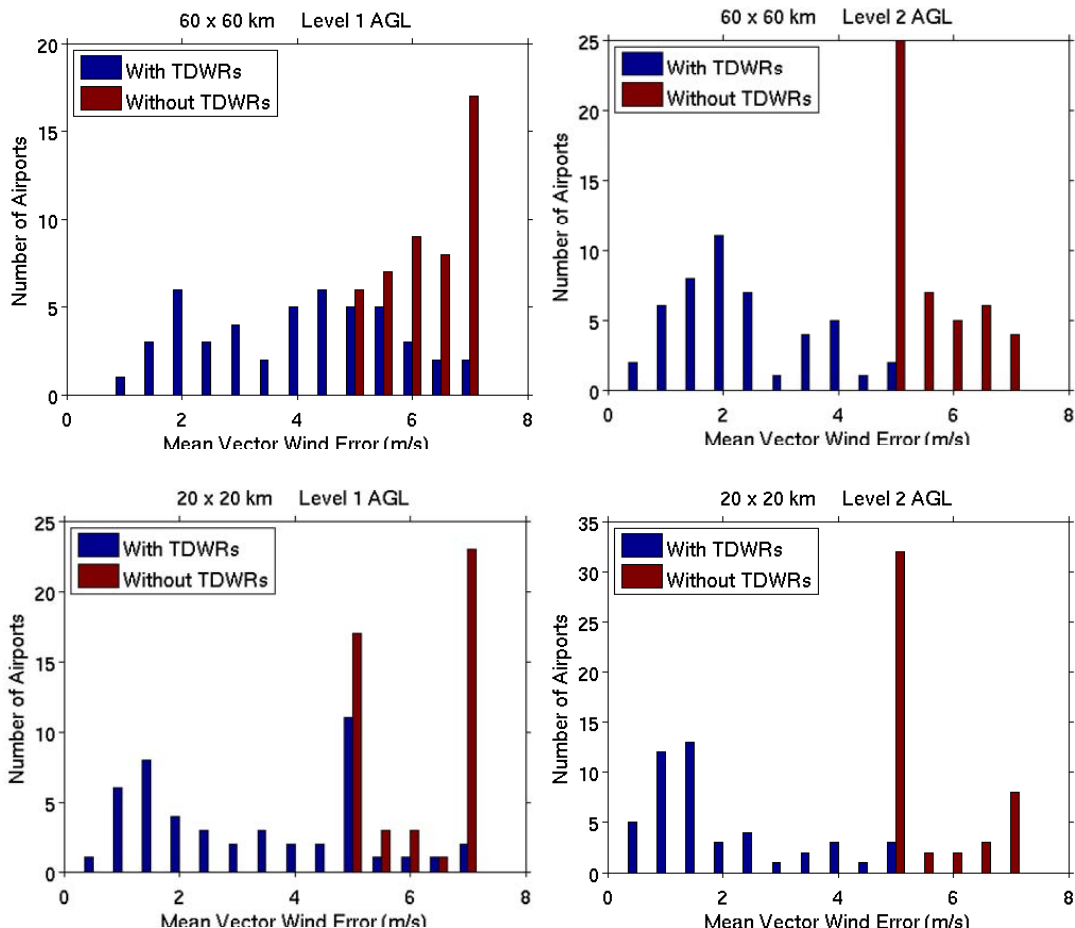 60 x 60 km Level 1 AGL
20
15
10
5
0
0 2 4 6 8
Number of Airports
With TDWRs
Without TDWRs
Mean Vector Wind Error (m/s)
60 x 60 km Level 2 AGL
25
20
15
10
5
0
0 2 4 6 8
Number of Airports
With TDWRs
Without TDWRs
Mean Vector Wind Error (m/s)
20 x 20 km Level 1 AGL
25
20
15
10
5
0
0 2 4 6 8
Number of Airports
With TDWRs
Without TDWRs
Mean Vector Wind Error (m/s)
20 x 20 km Level 2 AGL
35
30
25
20
15
10
5
0
0 2 4 6 8
Number of Airports
With TDWRs
Without TDWRs
Mean Vector Wind Error (m/s)